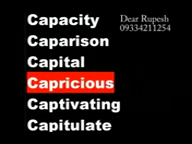 Capacity
Dear Rupesh
09334211254
Caparison
Capital
Capricious
Captivating
Capitulate